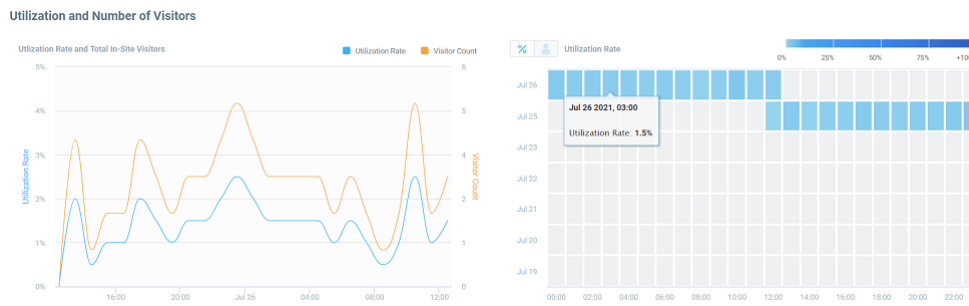 Utilization and Number of Visitors
Utlization Rate and Total In-Site Visitors
Utilization Rate
Visitor Count
5%
4%
3%
2%
1%
0%
Utilization Rate
6
5
4
2
1
0
Visitor Count
16:00
20:00
Jul 26
04:00
08:00
12:00
%
Utilization Rate
0%
25%
50%
75%
+100
Jul 26
Jul 25
Jul 23
Jul 22
Jul 21
Jul 20
Jul 19
Jul 26 2021, 03:00
Utilization Rate: 1.5%
00:00
02:00
04:00
06:00
08:00
10:00
12:00
14:00
16:00
18:00
20:00
22:00